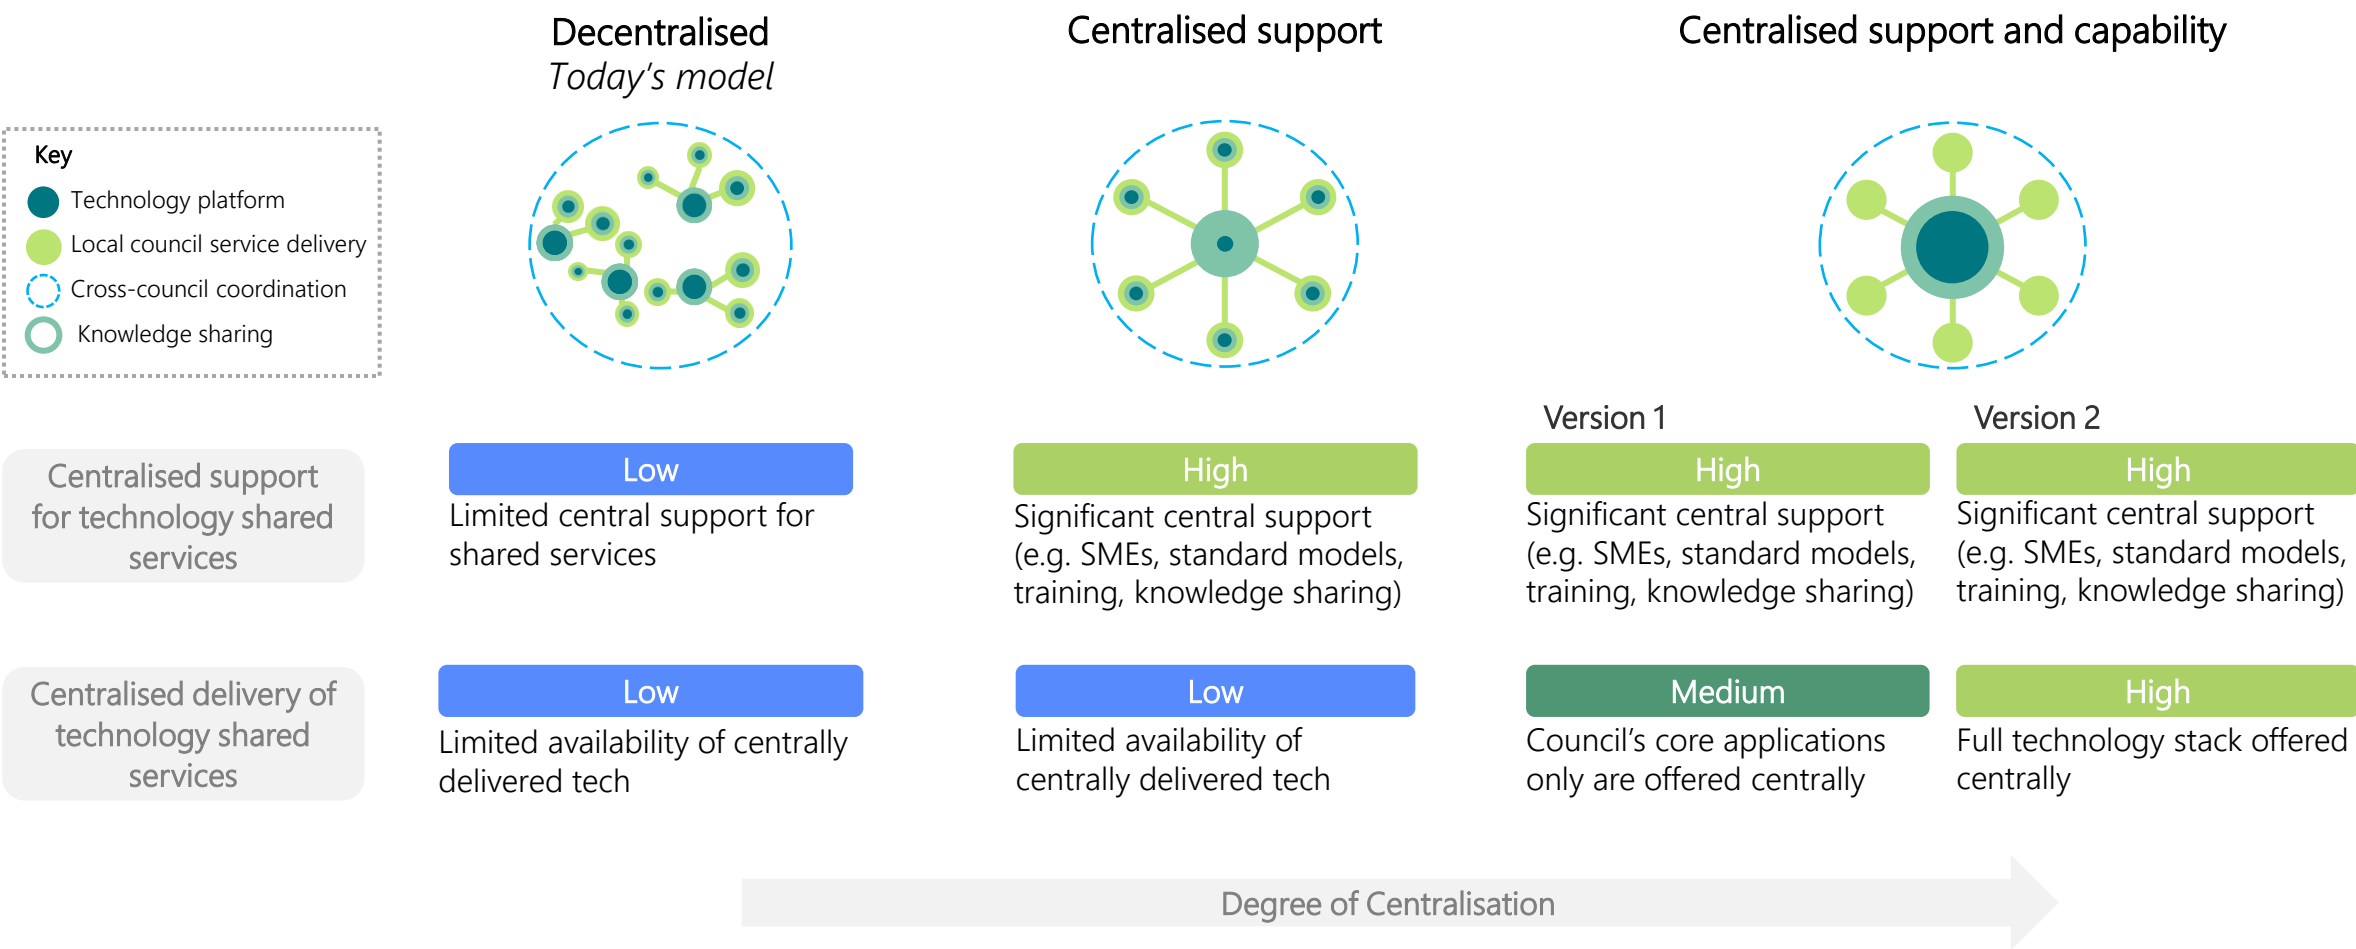 Decentralised
Today's model
Centralised support
Centralised support and capability
Key
Technology platform
Local council service delivery
Cross-council coordination
Knowledge sharing
Version 1
Version 2
Centralised support
for technology shared
services
Low
Limited central support for
shared services
High
Significant central support
(e.g. SMEs, standard models,
training, knowledge sharing)
High
Significant central support
(e.g. SMEs, standard models,
training, knowledge sharing)
High
Significant central support
(e.g. SMEs, standard models,
training, knowledge sharing)
Centralised delivery of
technology shared
services
Low
Limited availability of centrally
delivered tech
Low
Limited availability of
centrally delivered tech
Medium
Council’s core applications
only are offered centrally
High
Full technology stack offered
centrally
Degree of Centralisation